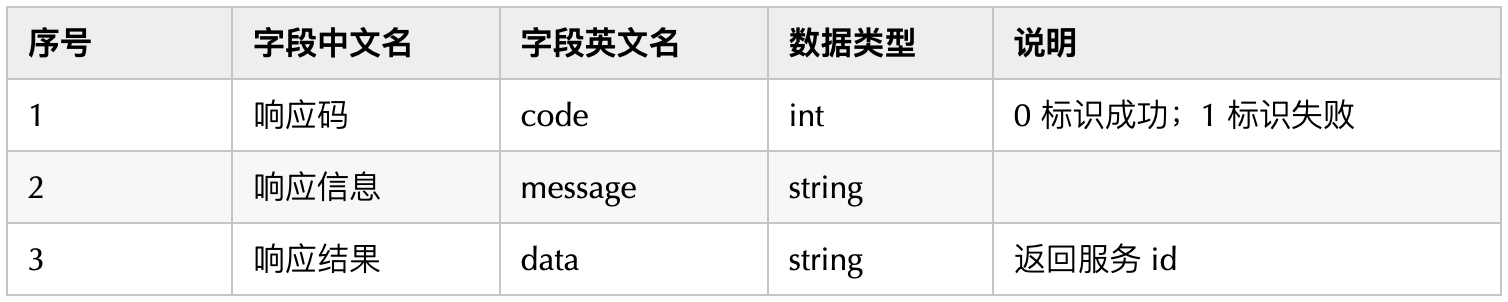 序号 字段中文名 字段英文名 数据类型 说明
1 响应码 code int 0 标识成功；1 标识失败
2 响应信息 message string
3 响应结果 data string 返回服务 id